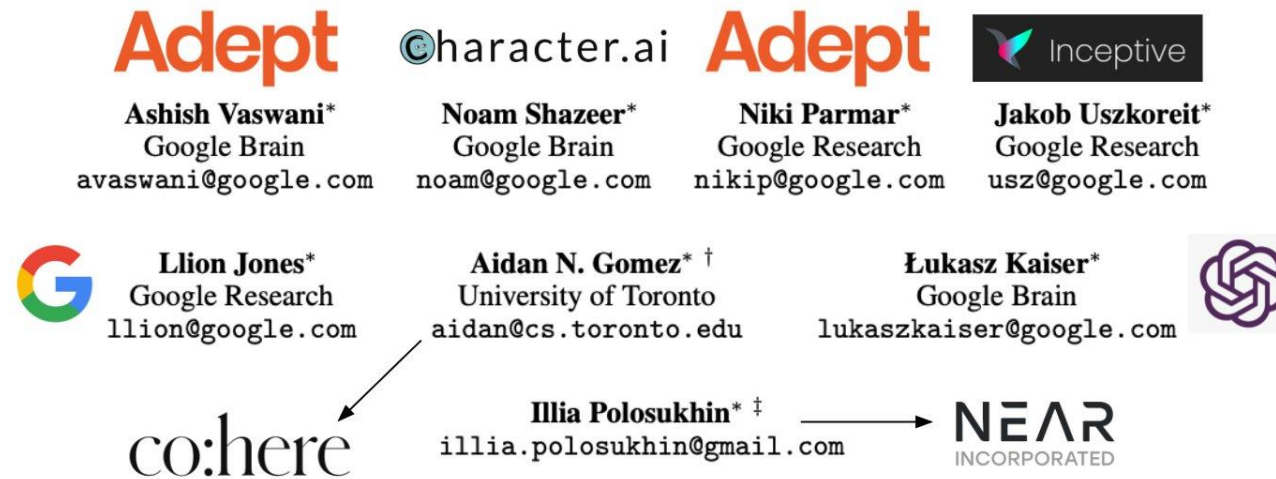 Adept
character.ai
Adept
Inceptive
Ashish Vaswani*
Google Brain
avaswani@google.com
Noam Shazeer*
Google Brain
noam@google.com
Niki Parmar*
Google Research
nikip@google.com
Jakob Uszkoreit*
Google Research
usz@google.com
Llion Jones*
Google Research
llion@google.com
Aidan N. Gomez* †
University of Toronto
aidan@cs.toronto.edu
Łukasz Kaiser*
Google Brain
lukaszkaiser@google.com
Illia Polosukhin* ‡
illia.polosukhin@gmail.com
co:here
NEAR
INCORPORATED